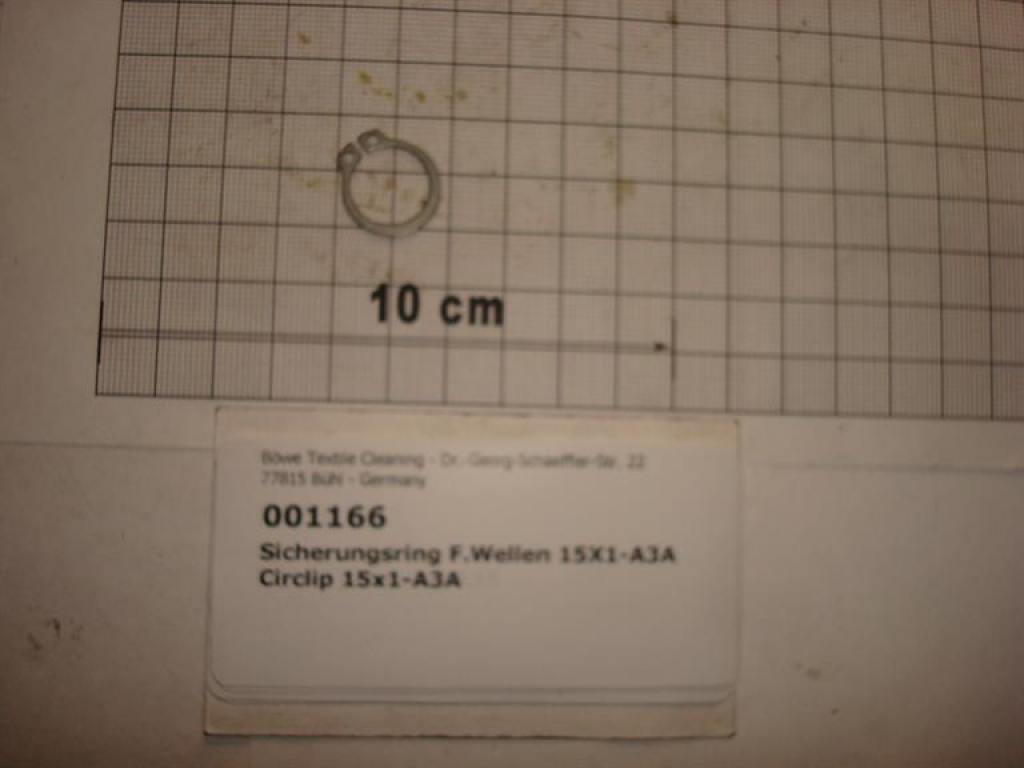 10 cm
Böwe Textile Cleaning - Dr.-Georg-Schaeffler-Str. 22
77815 Bühl - Germany
001166
Sicherungsring F.Wellen 15X1-A3A
Circlip 15x1-A3A